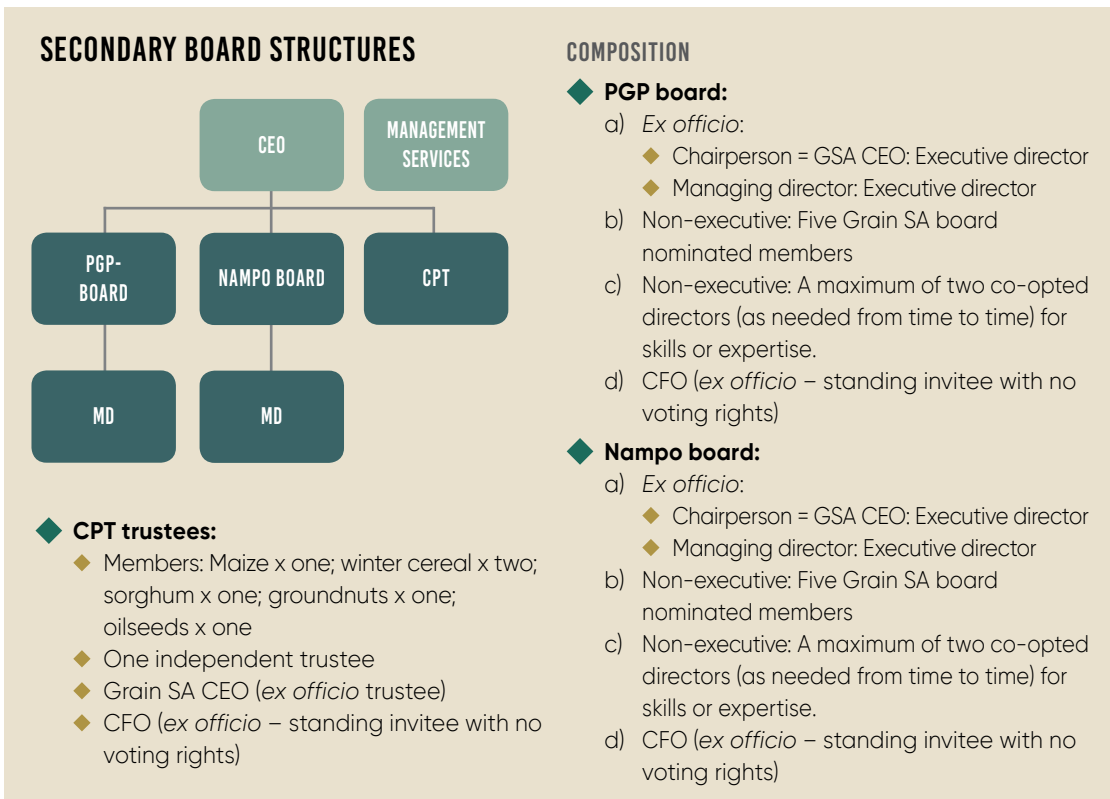 SECONDARY BOARD STRUCTURES
CEO
MANAGEMENT
SERVICES
PGP-
BOARD
NAMPO BOARD
CPT
MD
MD
CPT trustees:
Members: Maize x one; winter cereal x two;
sorghum x one; groundnuts x one;
oilseeds x one
One independent trustee
Grain SA CEO (ex officio trustee)
CFO (ex officio – standing invitee with no
voting rights)
COMPOSITION
PGP board:
a) Ex officio:
Chairperson = GSA CEO: Executive director
Managing director: Executive director
b) Non-executive: Five Grain SA board
nominated members
c) Non-executive: A maximum of two co-opted
directors (as needed from time to time) for
skills or expertise.
d) CFO (ex officio – standing invitee with no
voting rights)
Nampo board:
a) Ex officio:
Chairperson = GSA CEO: Executive director
Managing director: Executive director
b) Non-executive: Five Grain SA board
nominated members
c) Non-executive: A maximum of two co-opted
directors (as needed from time to time) for
skills or expertise.
d) CFO (ex officio – standing invitee with no
voting rights)